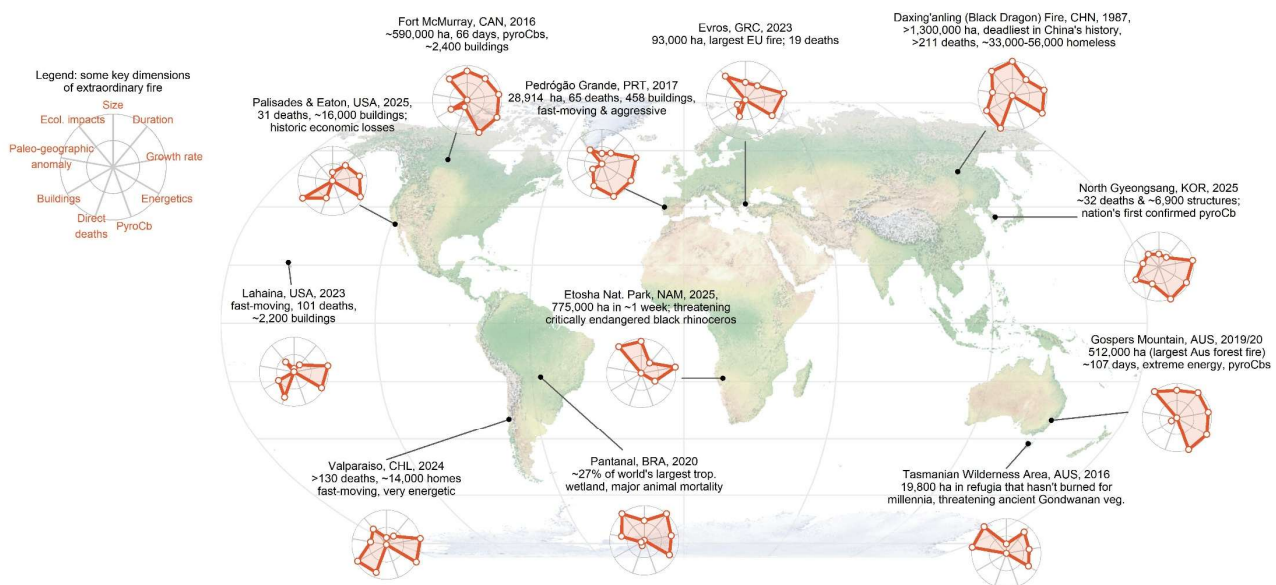 Fort McMurray, CAN, 2016
~590,000 ha, 66 days, pyroCbs,
~2,400 buildings
Evros, GRC, 2023
93,000 ha, largest EU fire; 19 deaths
Daxing'anling (Black Dragon) Fire, CHN, 1987,
>1,300,000 ha, deadliest in China's history,
>211 deaths, ~33,000-56,000 homeless
Legend: some key dimensions
of extraordinary fire
Size
Ecol. impacts
Duration
Paleo-geographic
anomaly
Growth rate
Buildings
Energetics
Direct
deaths
PyroCb
Palisades & Eaton, USA, 2025,
31 deaths, ~16,000 buildings;
historic economic losses
Pedrógão Grande, PRT, 2017
28,914 ha, 65 deaths, 458 buildings,
fast-moving & aggressive
North Gyeongsang, KOR, 2025
~32 deaths & ~6,900 structures;
nation's first confirmed pyroCb
Lahaina, USA, 2023
fast-moving, 101 deaths,
~2,200 buildings
Etosha Nat. Park, NAM, 2025,
775,000 ha in ~1 week; threatening
critically endangered black rhinoceros
Gospers Mountain, AUS, 2019/20
512,000 ha (largest Aus forest fire)
~107 days, extreme energy, pyroCbs
Valparaiso, CHL, 2024
>130 deaths, ~14,000 homes
fast-moving, very energetic
Pantanal, BRA, 2020
~27% of world's largest trop.
wetland, major animal mortality
Tasmanian Wilderness Area, AUS, 2016
19,800 ha in refugia that hasn't burned for
millennia, threatening ancient Gondwanan veg.